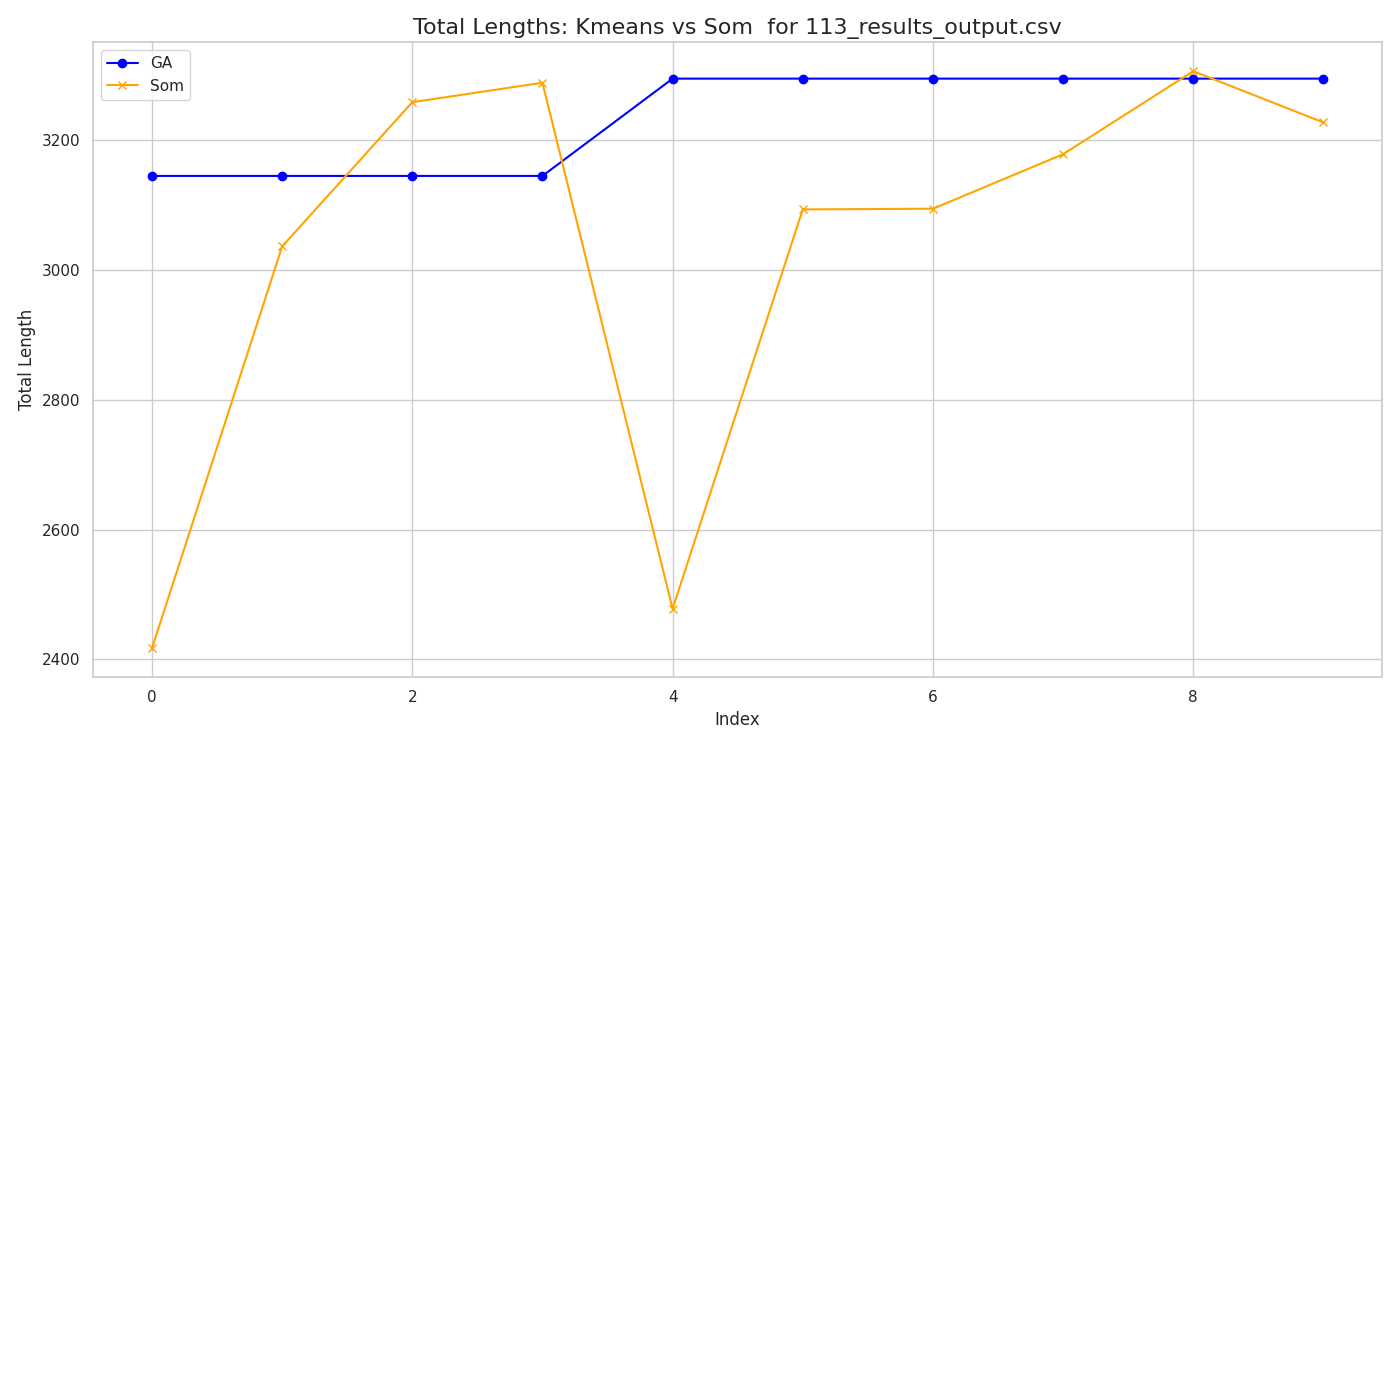 Total Lengths: Kmeans vs Som  for 113_results_output.csv
GA
Som
3200
3000
2800
2600
2400
Total Length
0 2 4 6 8
Index